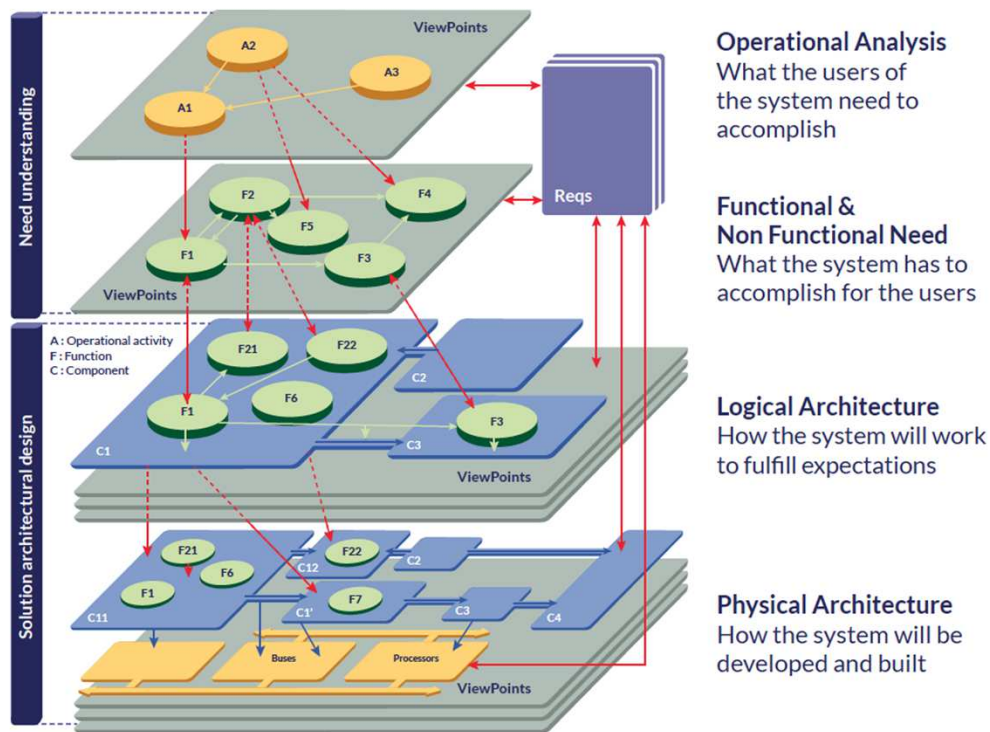 Need understanding
ViewPoints
A2
A3
A1
Reqs
Operational Analysis
What the users of
the system need to
accomplish
F2
F4
F5
F1
F3
ViewPoints
Functional &
Non Functional Need
What the system has to
accomplish for the users
Solution architectural design
A : Operational activity
F : Function
C : Component
F21
F22
C2
F6
F1
F3
C1
C3
ViewPoints
Logical Architecture
How the system will work
to fulfill expectations
F21
F22
C2
C12
F6
F1
F7
C11
C1'
C3
C4
Buses
Processors
ViewPoints
Physical Architecture
How the system will be
developed and built